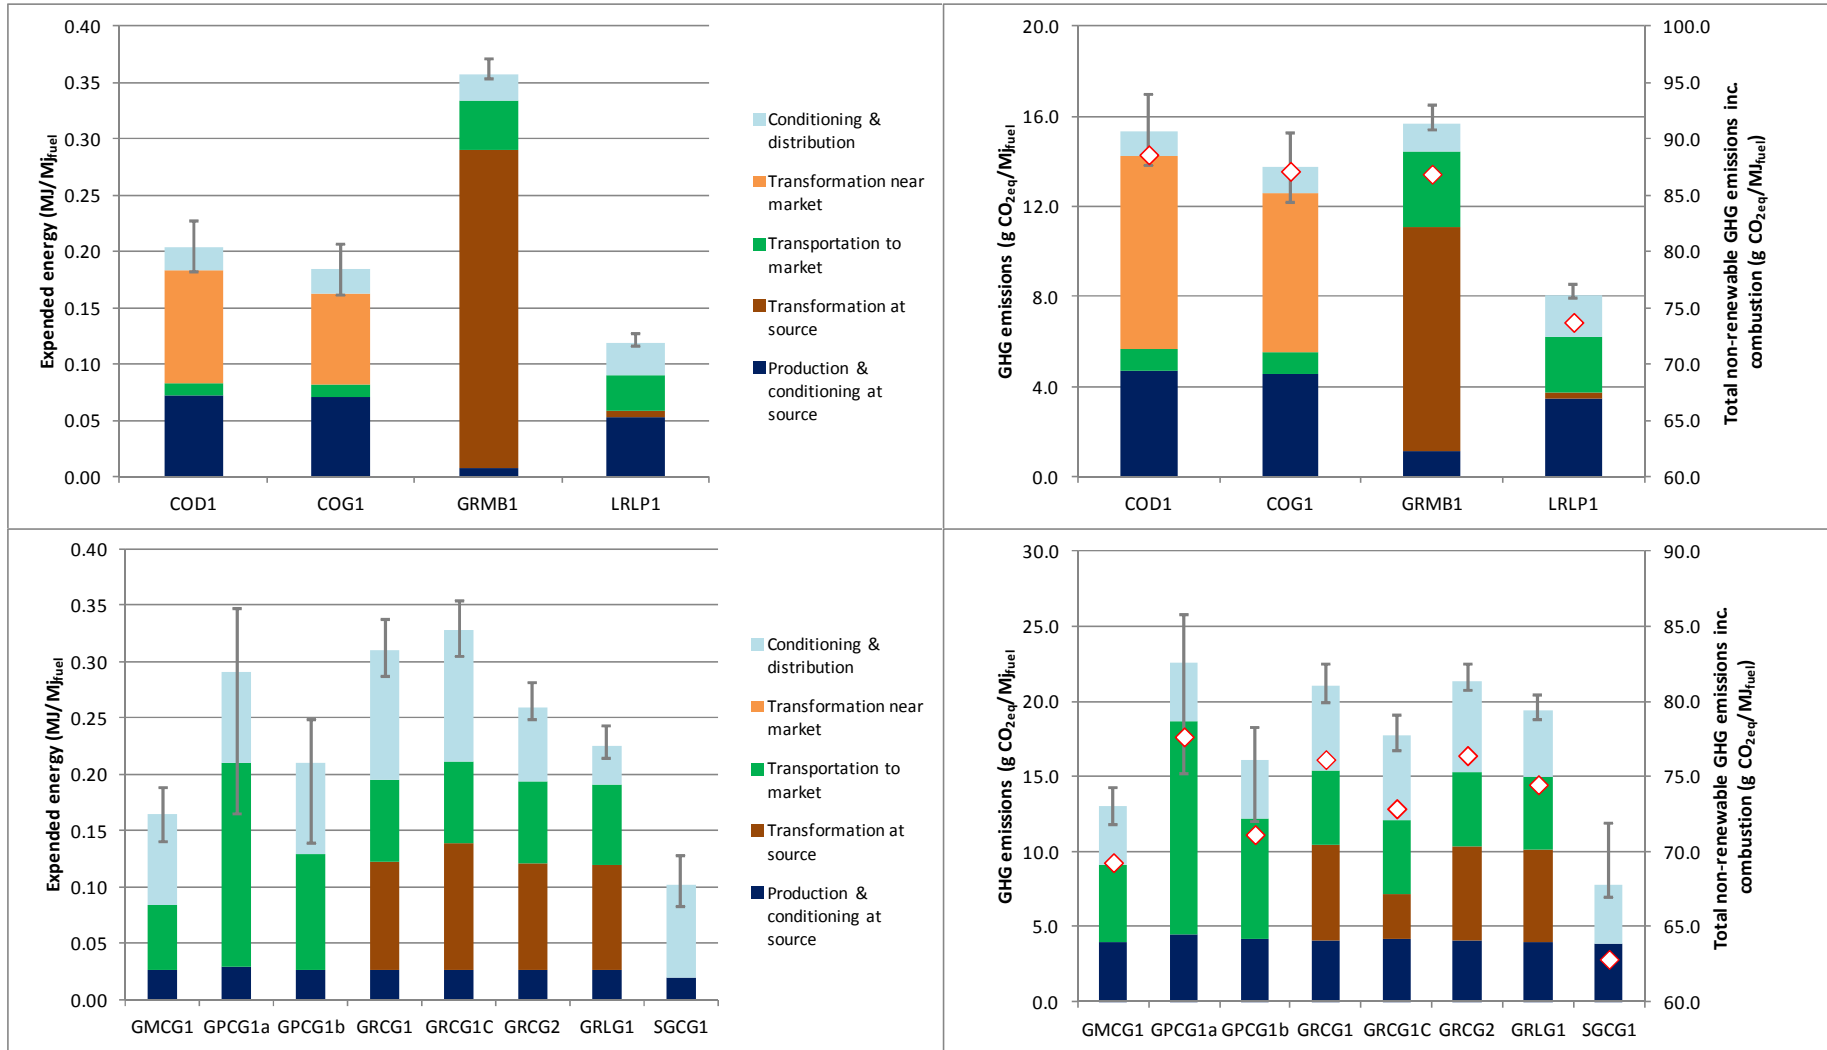 0.40
0.35
0.30
0.25
0.20
0.15
0.10
0.05
0.00
Expended energy (MJ/Mjfuel
COD1
COG1
GRMB1
LRLP1
Conditioning &
distribution
Transformation near
market
Transportation to
market
Transformation at
source
Production &
conditioning at
source
20.0
16.0
12.0
8.0
4.0
0.0
GHG emissions (g CO2eq/MJfuel
COD1
COG1
GRMB1
LRLP1
100.0
95.0
90.0
85.0
80.0
75.0
70.0
65.0
60.0
Total non-renewable GHG emissions inc.
combustion (g CO2eq/MJfuel)
0.40
0.35
0.30
0.25
0.20
0.15
0.10
0.05
0.00
Expended energy (MJ/Mjfuel
GMCG1
GPCG1a
GPCG1b
GRCG1
GRCG1C
GRCG2
GRLG1
SGCG1
Conditioning &
distribution
Transformation near
market
Transportation to
market
Transformation at
source
Production &
conditioning at
source
30.0
25.0
20.0
15.0
10.0
5.0
0.0
GHG emissions (g CO2eq/Mjfuel
GMCG1
GPCG1a
GPCG1b
GRCG1
GRCG1C
GRCG2
GRLG1
SGCG1
90.0
85.0
80.0
75.0
70.0
65.0
60.0
Total non-renewable GHG emissions inc.
combustion (g CO2eq/MJfuel)